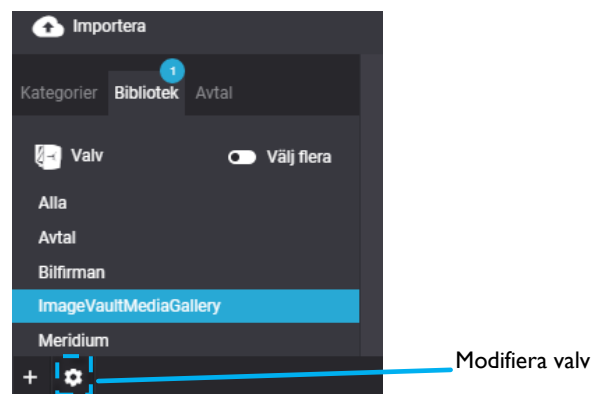 Importera
1
Kategorier Bibliotek Avtal
Valv Välj flera
Alla
Avtal
Bilfirman
ImageVaultMediaGallery
Meridium
+
Modifiera valv